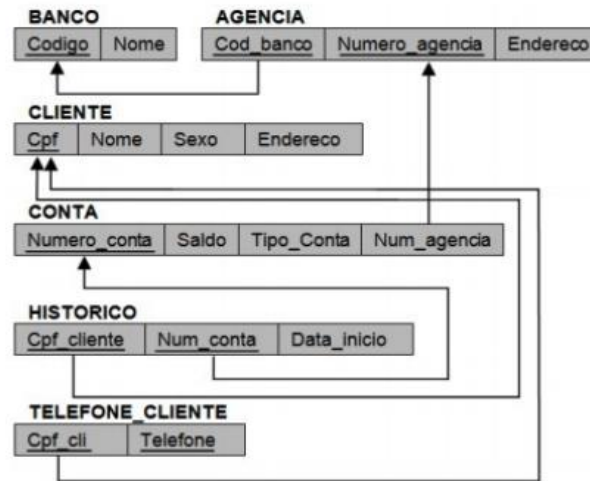 BANCO AGENCIA
Codigo Nome Cod_banco Numero_agencia Endereco
CLIENTE
Cpf Nome Sexo Endereco
CONTA
Numero_conta Saldo Tipo_Conta Num_agencia
HISTORICO
Cpf_cliente Num_conta Data_inicio
TELEFONE_CLIENTE
Cpf_cli Telefone